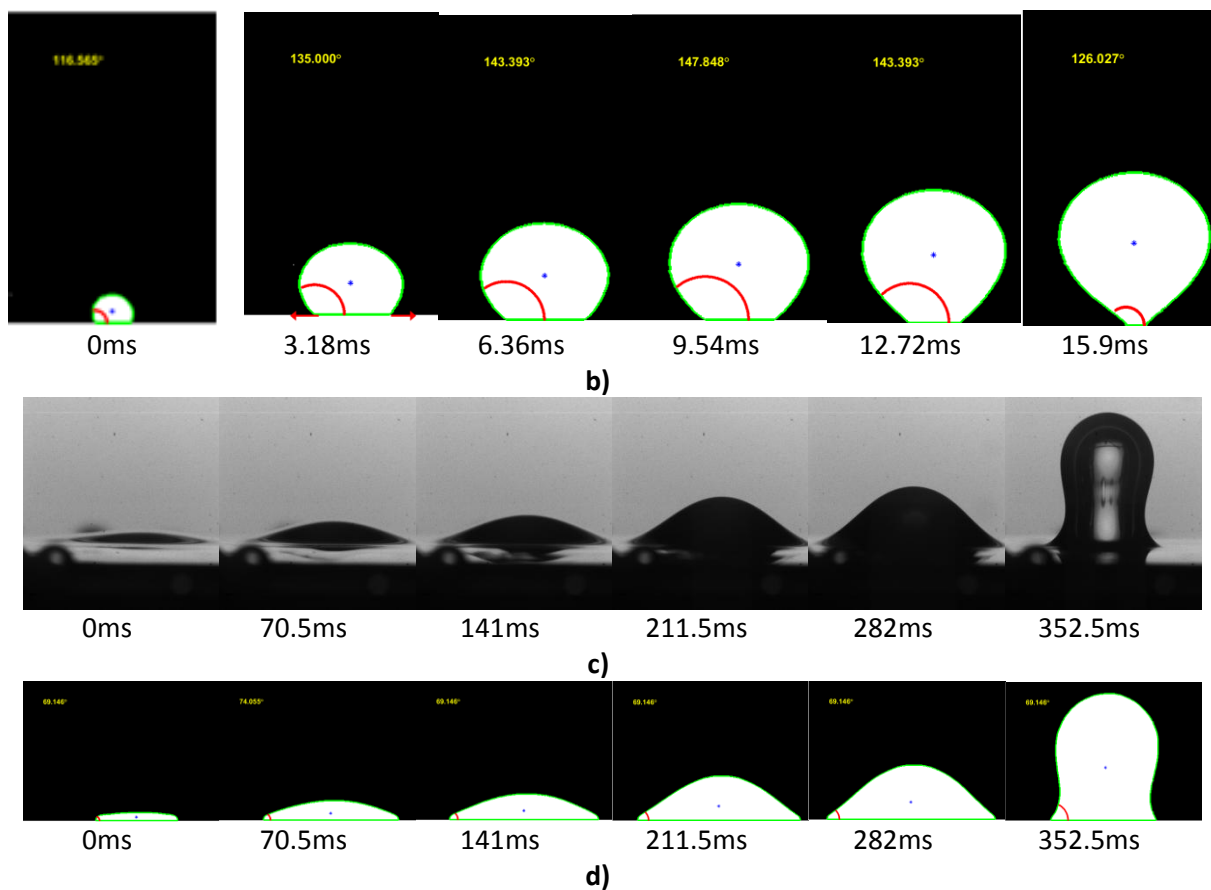 116.565° 135.000° 143.393° 147.848° 143.393° 126.027°
0ms 3.18ms 6.36ms 9.54ms 12.72ms 15.9ms
b)
0ms 70.5ms 141ms 211.5ms 282ms 352.5ms
c)
69.146° 74.055° 69.146° 69.146° 69.146° 69.146°
0ms 70.5ms 141ms 211.5ms 282ms 352.5ms
d)